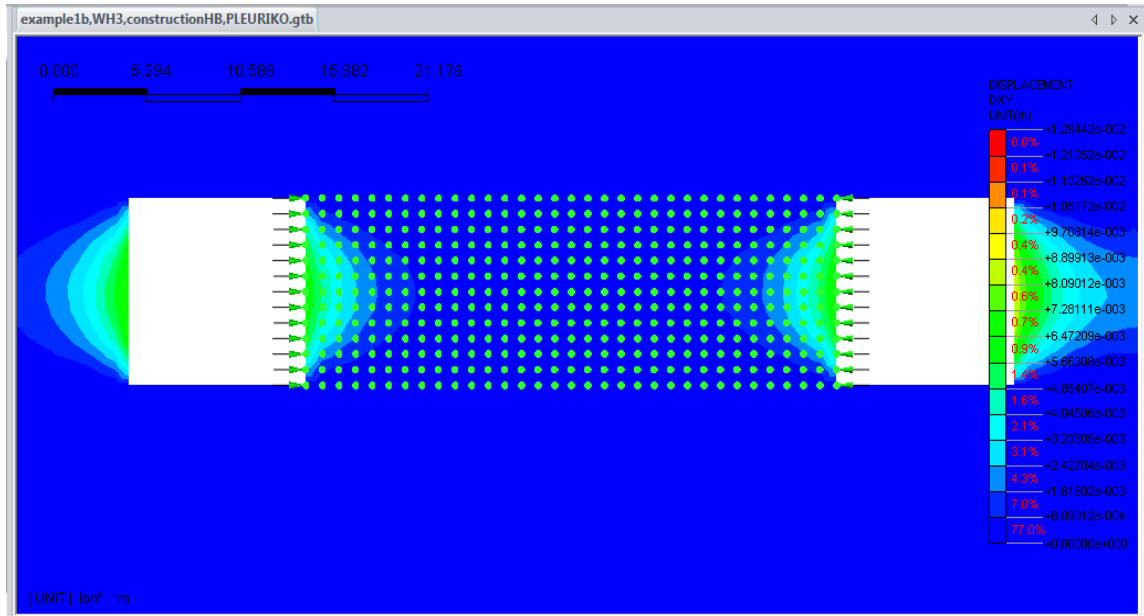 example1b,WH3,constructionHB,PLEURIKO.gtb
0.000 5.294 10.588 15.882 21.176
DISPLACEMENT
DXY
UNIT(m)
+1.29442e-002
0.0%
+1.21352e-002
0.1%
+1.13262e-002
0.1%
+1.05172e-002
0.2%
+9.70814e-003
0.4%
+8.89913e-003
0.4%
+8.09012e-003
0.6%
+7.28111e-003
0.7%
+6.47209e-003
0.9%
+5.66308e-003
1.4%
+4.85407e-003
1.6%
+4.04506e-003
2.1%
+3.23605e-003
3.1%
+2.42704e-003
4.3%
+1.61802e-003
7.0%
+8.09012e-004
77.0%
+0.00000e+000
[UNIT] tonf , m